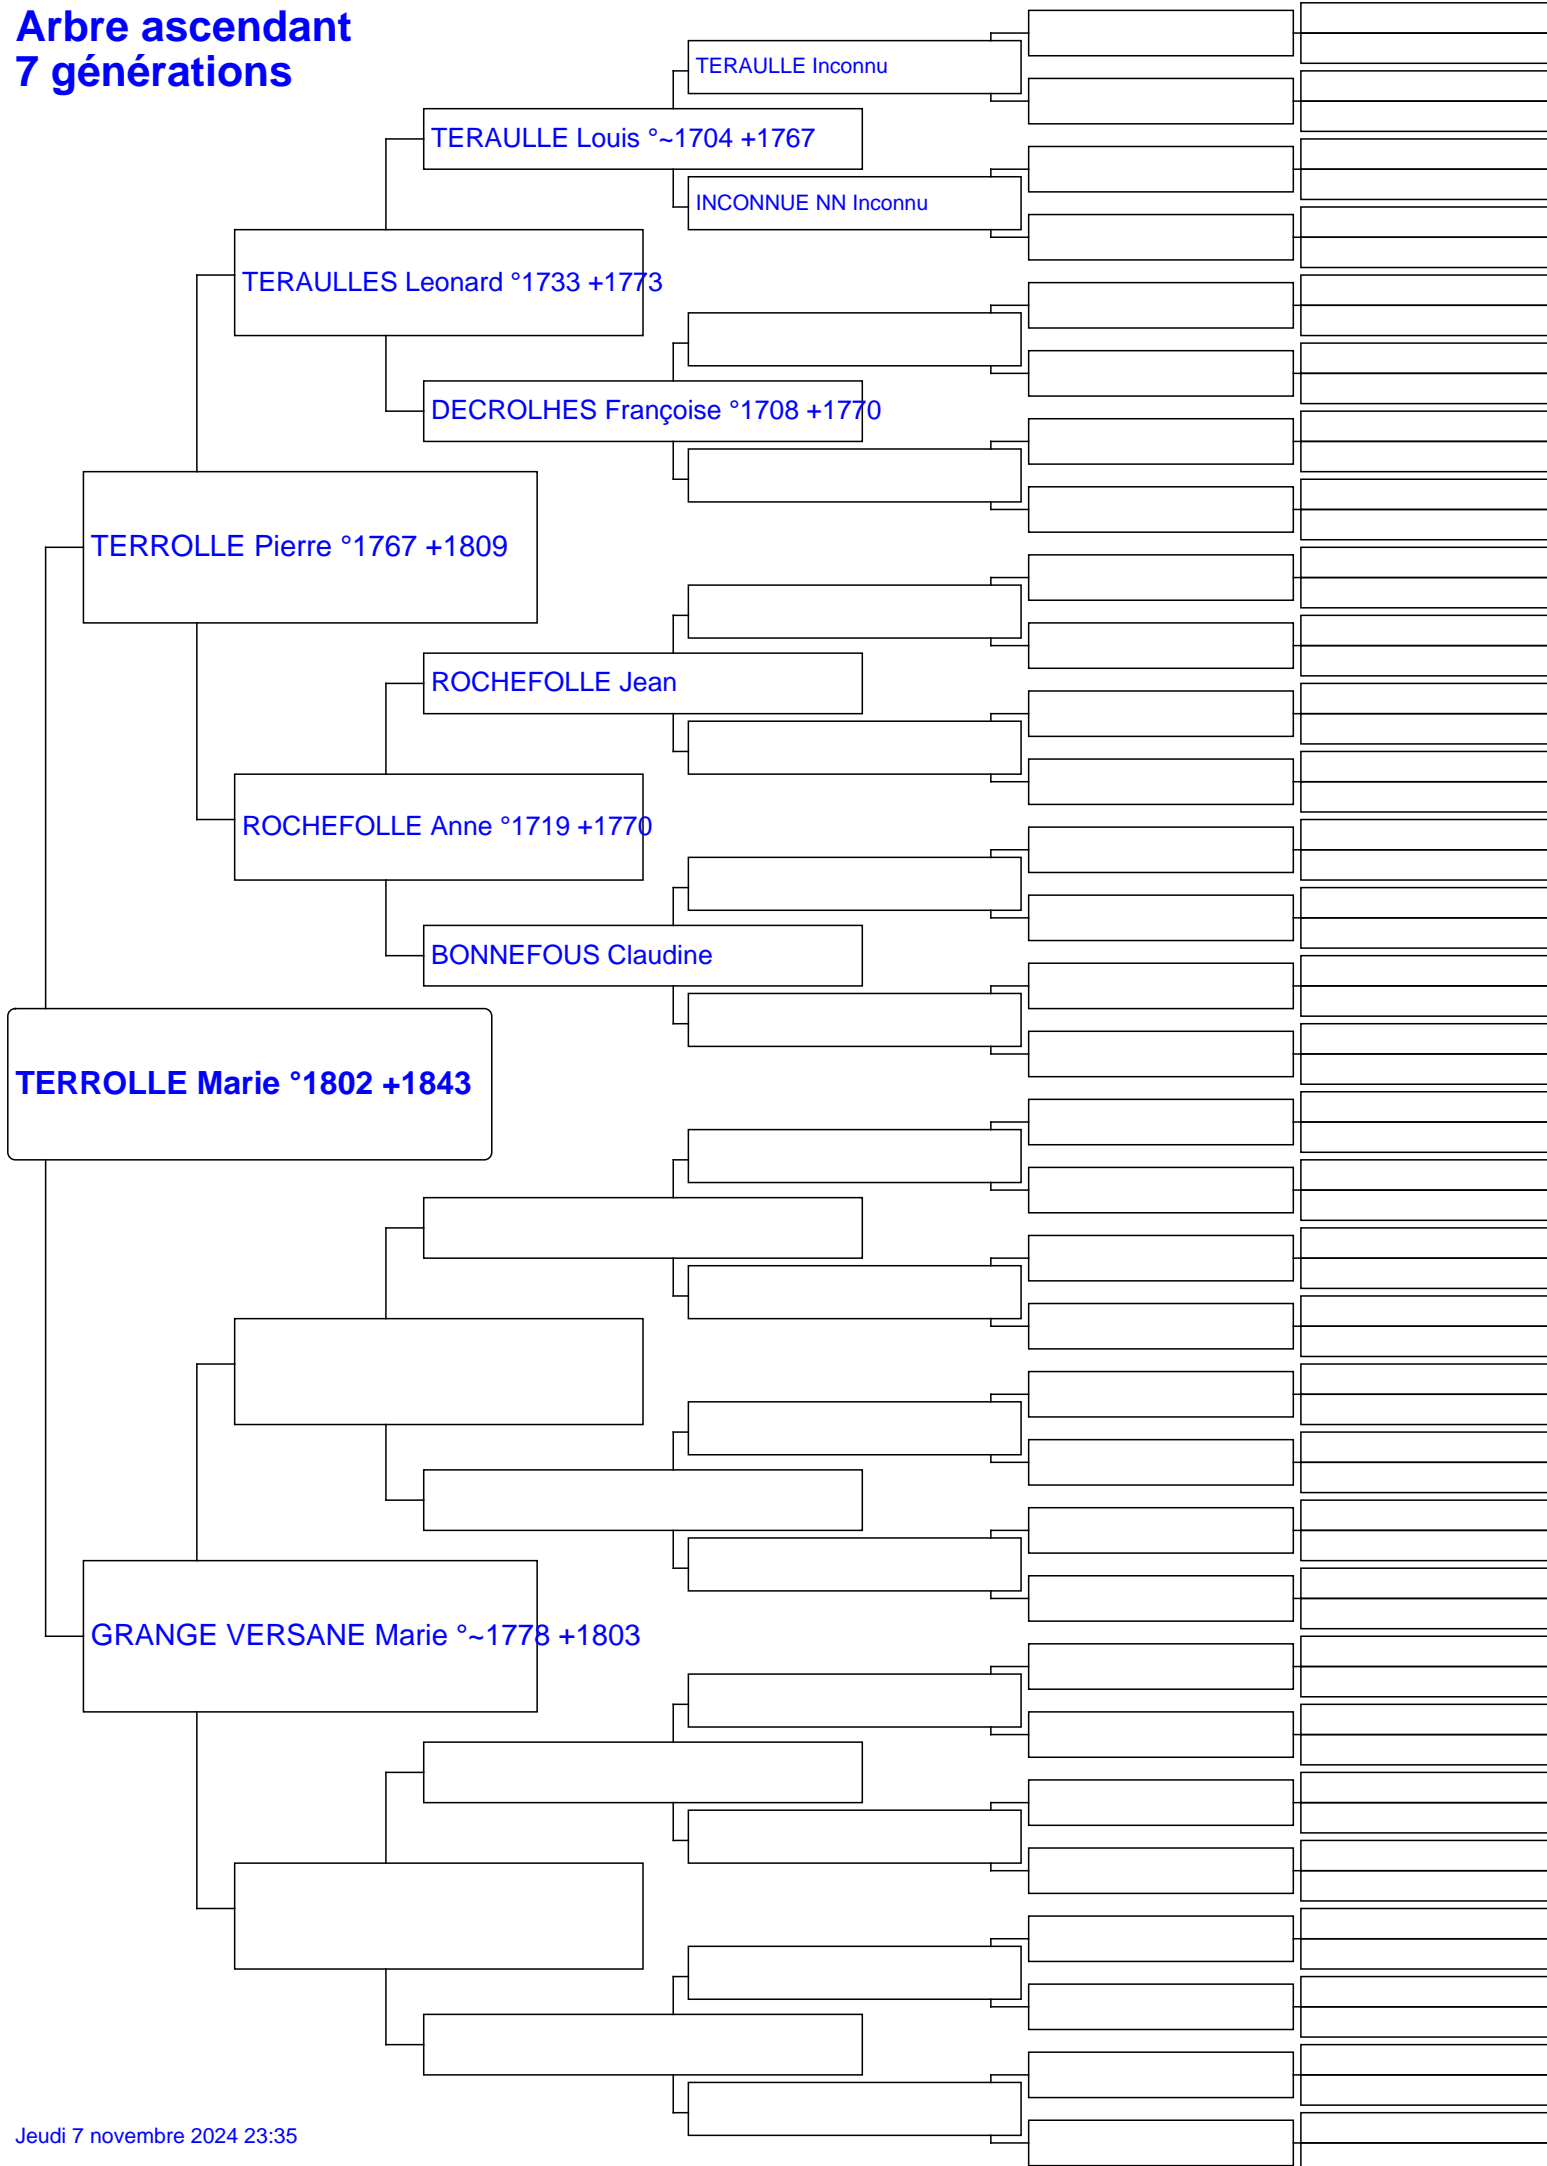 Arbre ascendant
7 générations
TERAULLE Inconnu
TERAULLE Louis °~1704 +1767
INCONNUE NN Inconnu
TERAULLES Leonard °1733 +1773
DECROLHES Françoise °1708 +1770
TERROLLE Pierre °1767 +1809
ROCHEFOLLE Jean
ROCHEFOLLE Anne °1719 +1770
BONNEFOUS Claudine
TERROLLE Marie °1802 +1843
GRANGE VERSANE Marie °~1778 +1803
Jeudi 7 novembre 2024 23:35